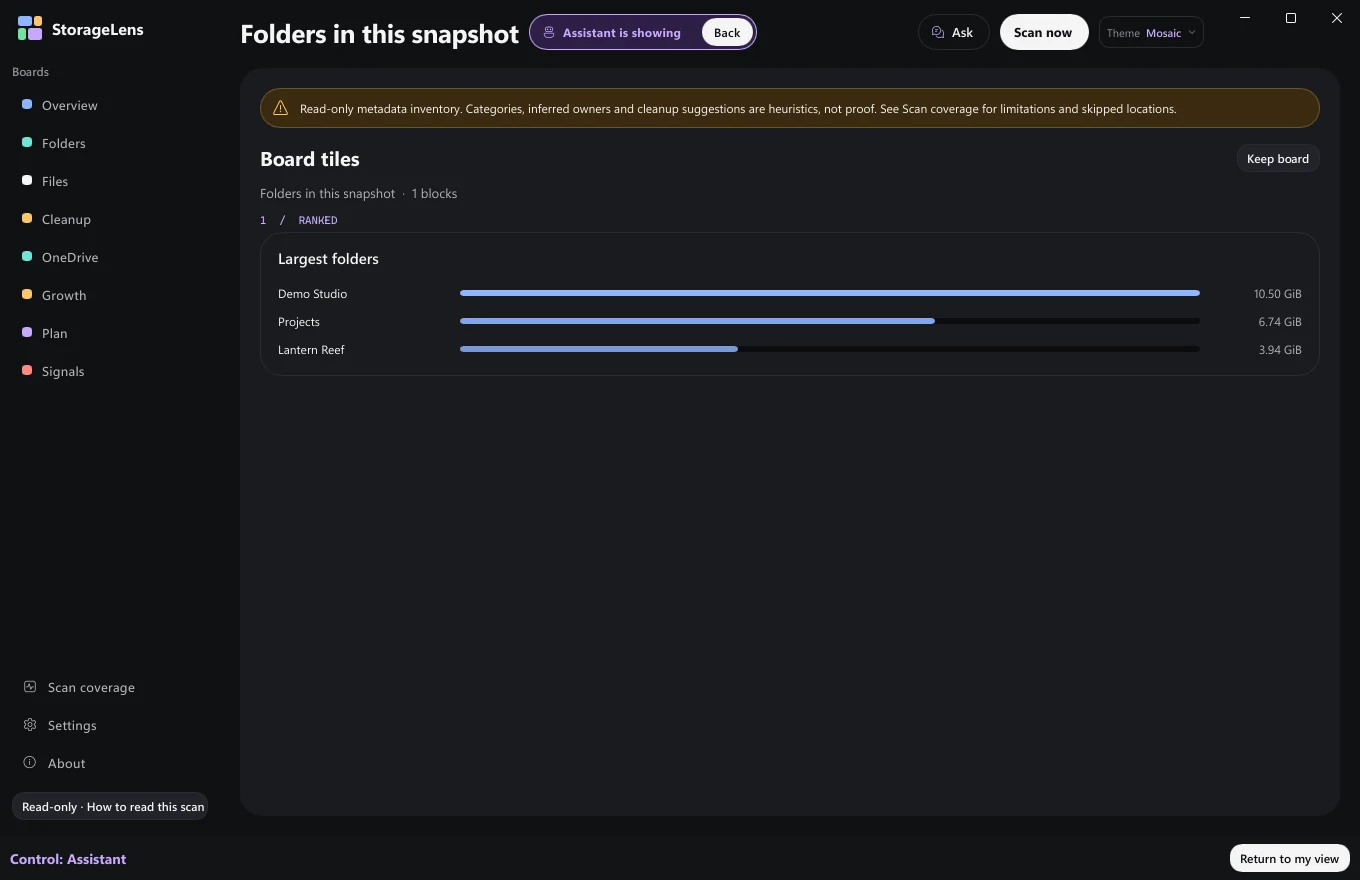 StorageLens
Folders in this snapshot
Assistant is showing
Back
Ask
Scan now
Theme Mosaic
Boards
Overview
Folders
Files
Cleanup
OneDrive
Growth
Plan
Signals
Scan coverage
Settings
About
Read-only · How to read this scan
Read-only metadata inventory. Categories, inferred owners and cleanup suggestions are heuristics, not proof. See Scan coverage for limitations and skipped locations.
Board tiles
Keep board
Folders in this snapshot · 1 blocks
1 / RANKED
Largest folders
Demo Studio 10.50 GiB
Projects 6.74 GiB
Lantern Reef 3.94 GiB
Control: Assistant
Return to my view